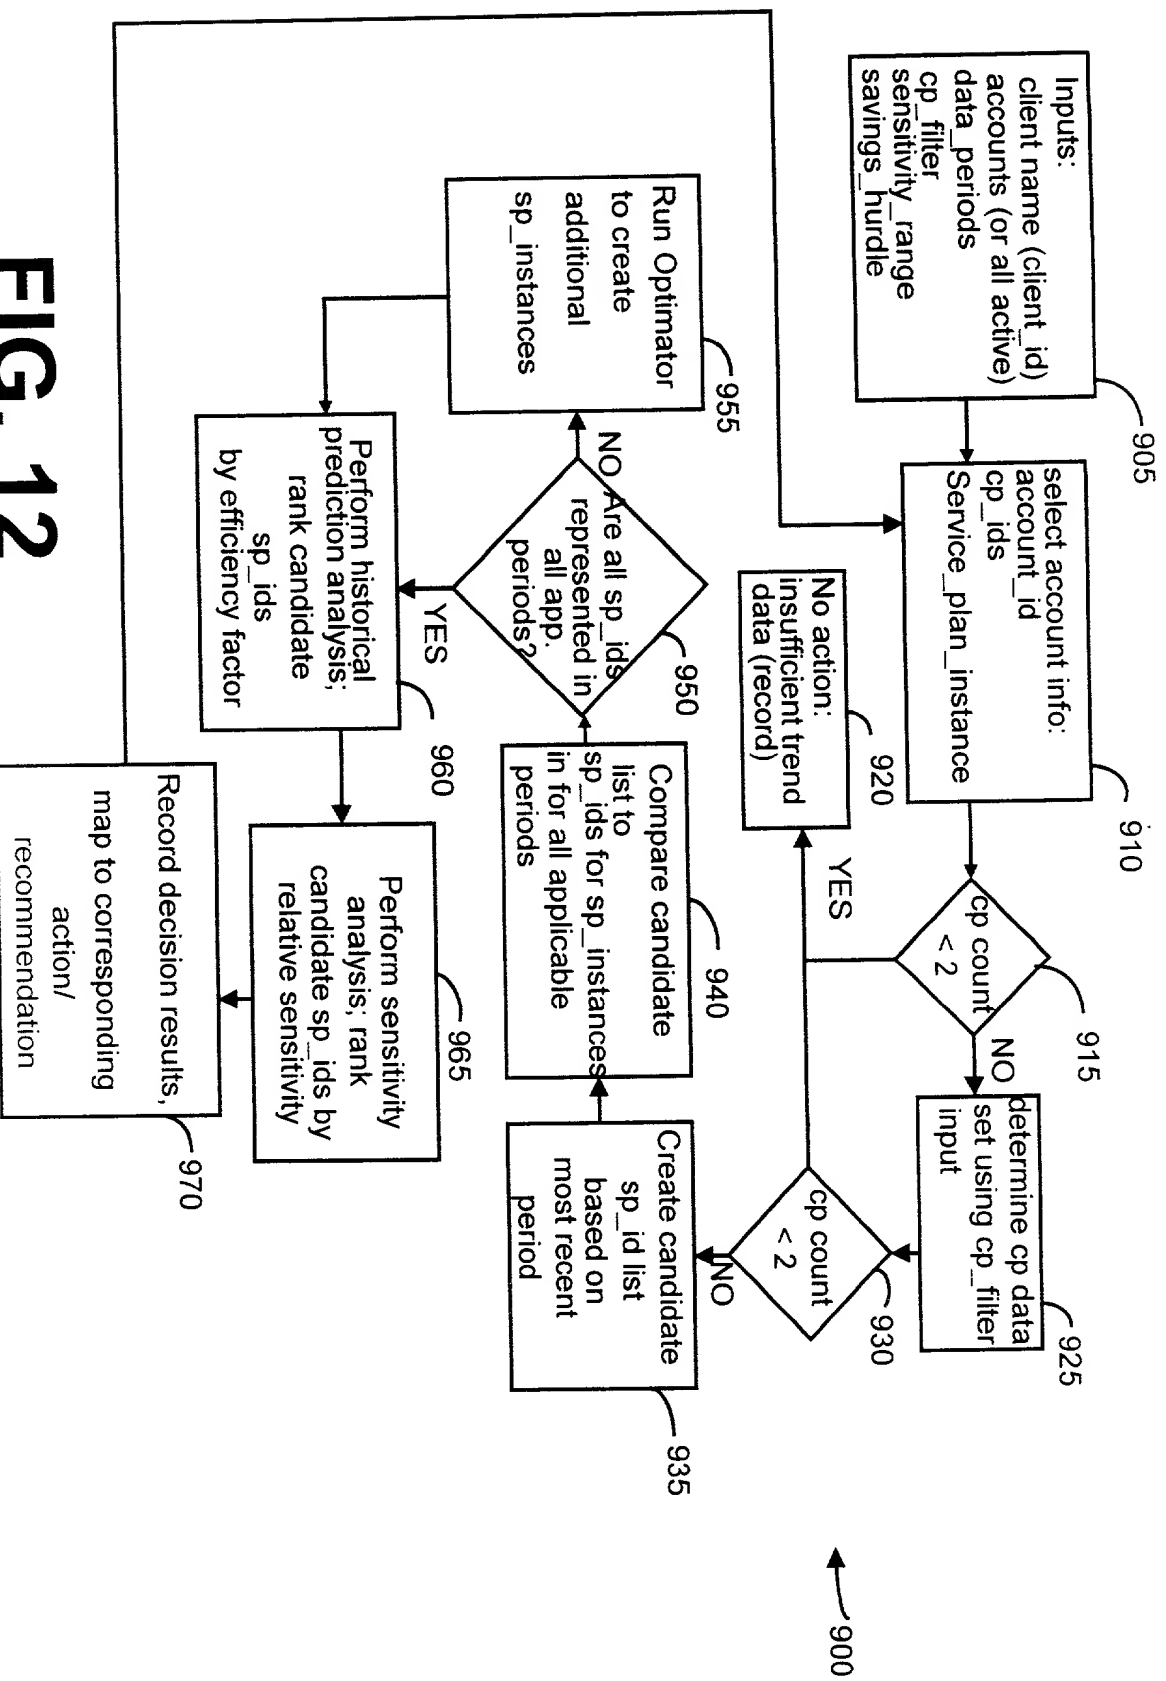 Inputs:
client name (client_id)
accounts (or all active)
data_periods
cp_filter
sensitivity_range
savings_hurdle
905
select account info:
account_id
cp_ids
Service_plan_instance
910
cp count
< 2
915
YES
NO
No action:
insufficient trend
data (record)
920
determine cp data
set using cp_filter
input
925
cp count
< 2
930
NO
Create candidate
sp_id list
based on
most recent
period
935
Compare candidate
list to
sp_ids for sp_instances
in for all applicable
periods
940
Are all sp_ids
represented in
all app.
periods?
950
NO
YES
Run Optimator
to create
additional
sp_instances
955
Perform historical
prediction analysis;
rank candidate
sp_ids
by efficiency factor
960
Perform sensitivity
analysis; rank
candidate sp_ids by
relative sensitivity
965
Record decision results,
map to corresponding
action/
recommendation
970
900
FIG. 12